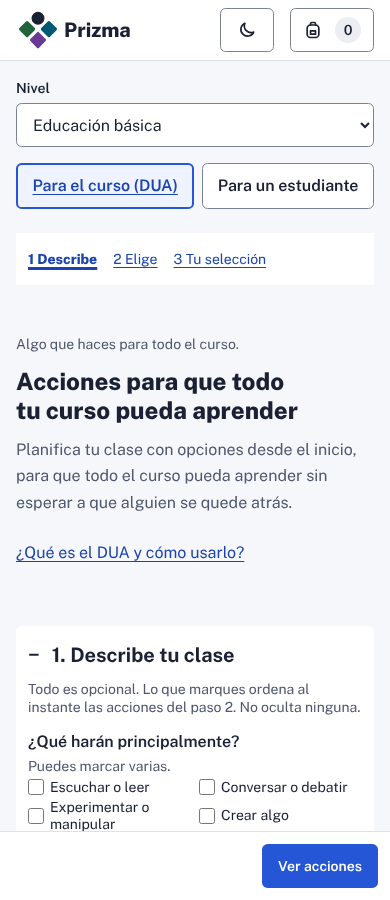 Prizma
0
Nivel
Educación básica
Para el curso (DUA)
Para un estudiante
1 Describe
2 Elige
3 Tu selección
Algo que haces para todo el curso.
Acciones para que todo
tu curso pueda aprender
Planifica tu clase con opciones desde el inicio,
para que todo el curso pueda aprender sin
esperar a que alguien se quede atrás.
¿Qué es el DUA y cómo usarlo?
− 1. Describe tu clase
Todo es opcional. Lo que marques ordena al
instante las acciones del paso 2. No oculta ninguna.
¿Qué harán principalmente?
Puedes marcar varias.
Escuchar o leer
Conversar o debatir
Experimentar o
manipular
Crear algo
Ver acciones